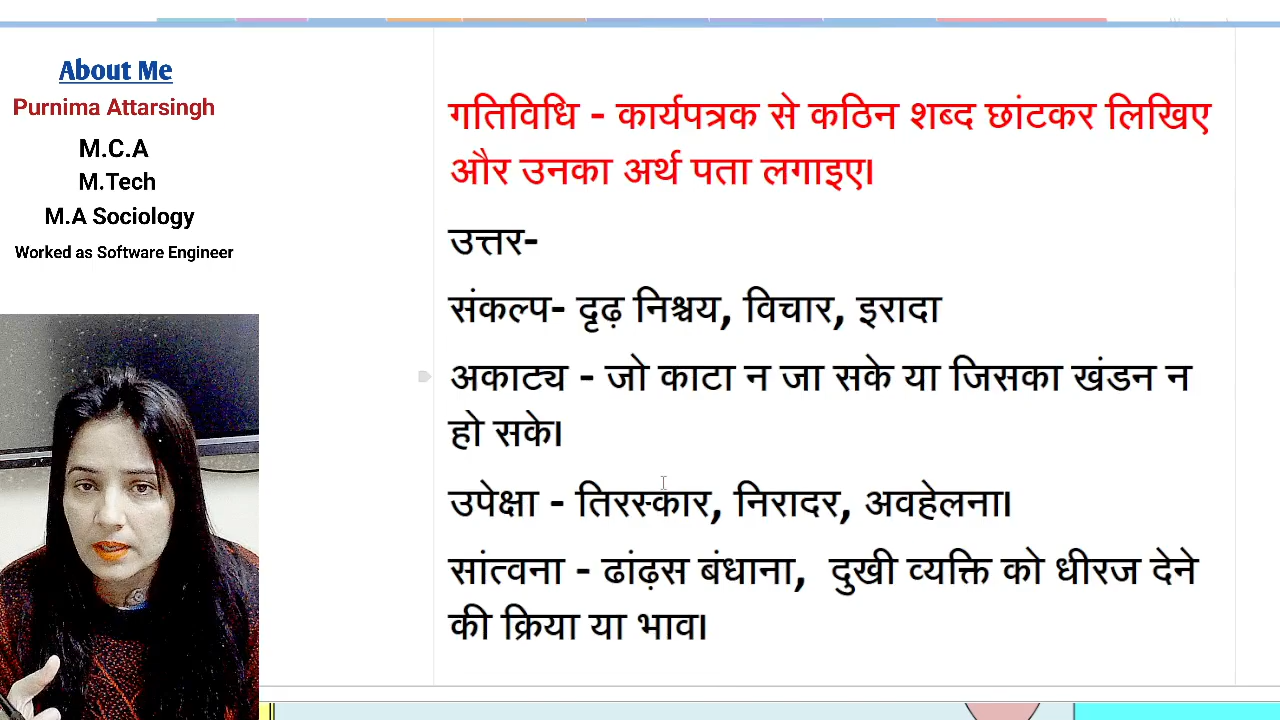 About Me
Purnima Attarsingh
M.C.A
M.Tech
M.A Sociology
Worked as Software Engineer
गतिविधि - कार्यपत्रक से कठिन शब्द छांटकर लिखिए
और उनका अर्थ पता लगाइए।
उत्तर-
संकल्प- दृढ़ निश्चय, विचार, इरादा
अकाट्य - जो काटा न जा सके या जिसका खंडन न
हो सके।
उपेक्षा - तिरस्कार, निरादर, अवहेलना।
सांत्वना - ढांढ़स बंधाना, दुखी व्यक्ति को धीरज देने
की क्रिया या भाव।